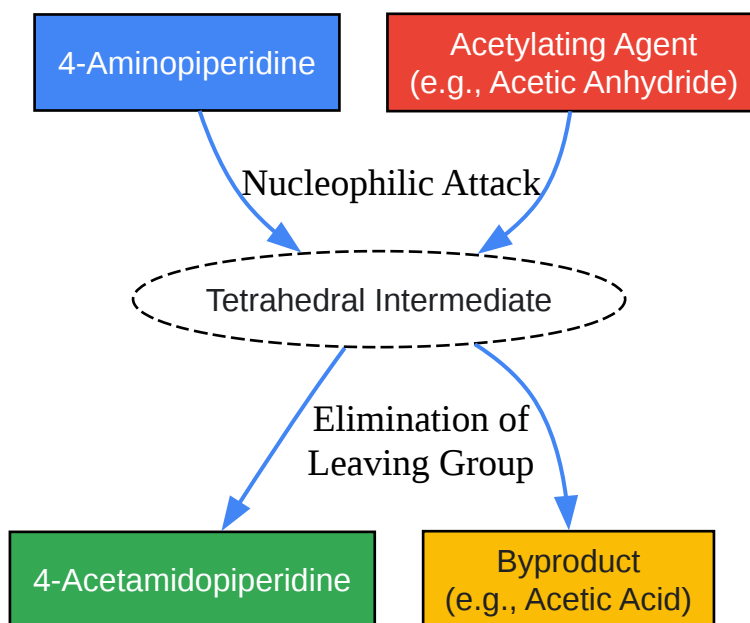 4-Aminopiperidine
Acetylating Agent
(e.g., Acetic Anhydride)
Nucleophilic Attack
Tetrahedral Intermediate
Elimination of
Leaving Group
4-Acetamidopiperidine
Byproduct
(e.g., Acetic Acid)